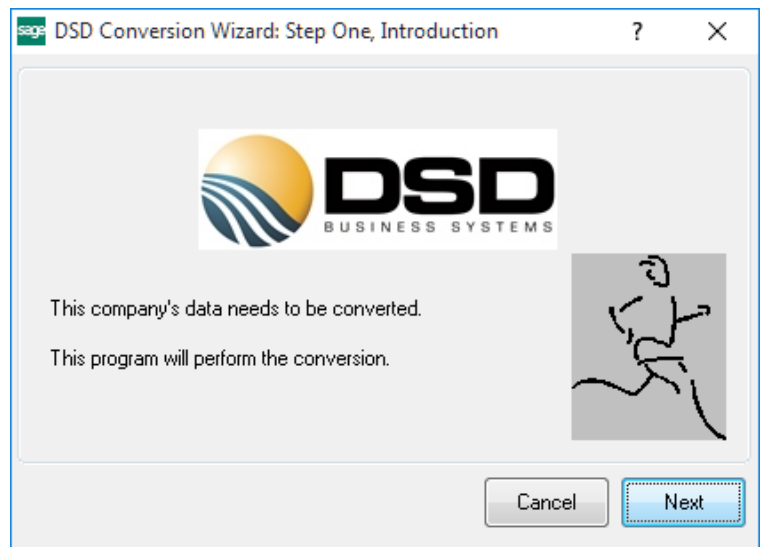 sage DSD Conversion Wizard: Step One, Introduction ?
DSD
BUSINESS SYSTEMS
This company's data needs to be converted.
This program will perform the conversion.
Cancel Next